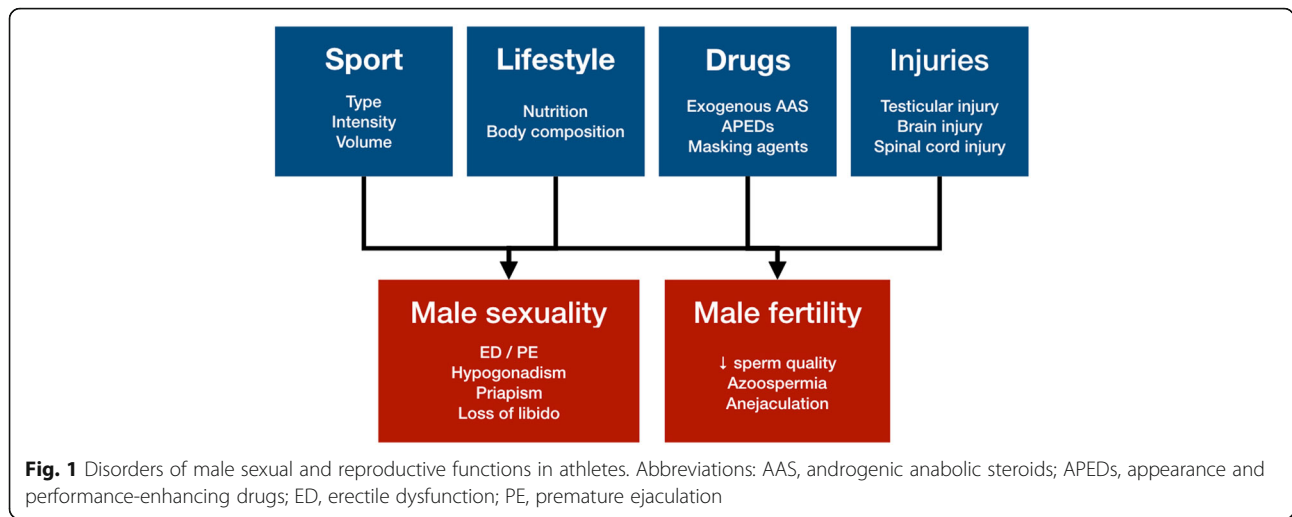 Sport
Type
Intensity
Volume
Lifestyle
Nutrition
Body composition
Drugs
Exogenous AAS
APEDs
Masking agents
Injuries
Testicular injury
Brain injury
Spinal cord injury
Male sexuality
ED / PE
Hypogonadism
Priapism
Loss of libido
Male fertility
↓ sperm quality
Azoospermia
Anejaculation
Fig. 1 Disorders of male sexual and reproductive functions in athletes. Abbreviations: AAS, androgenic anabolic steroids; APEDs, appearance and
performance-enhancing drugs; ED, erectile dysfunction; PE, premature ejaculation